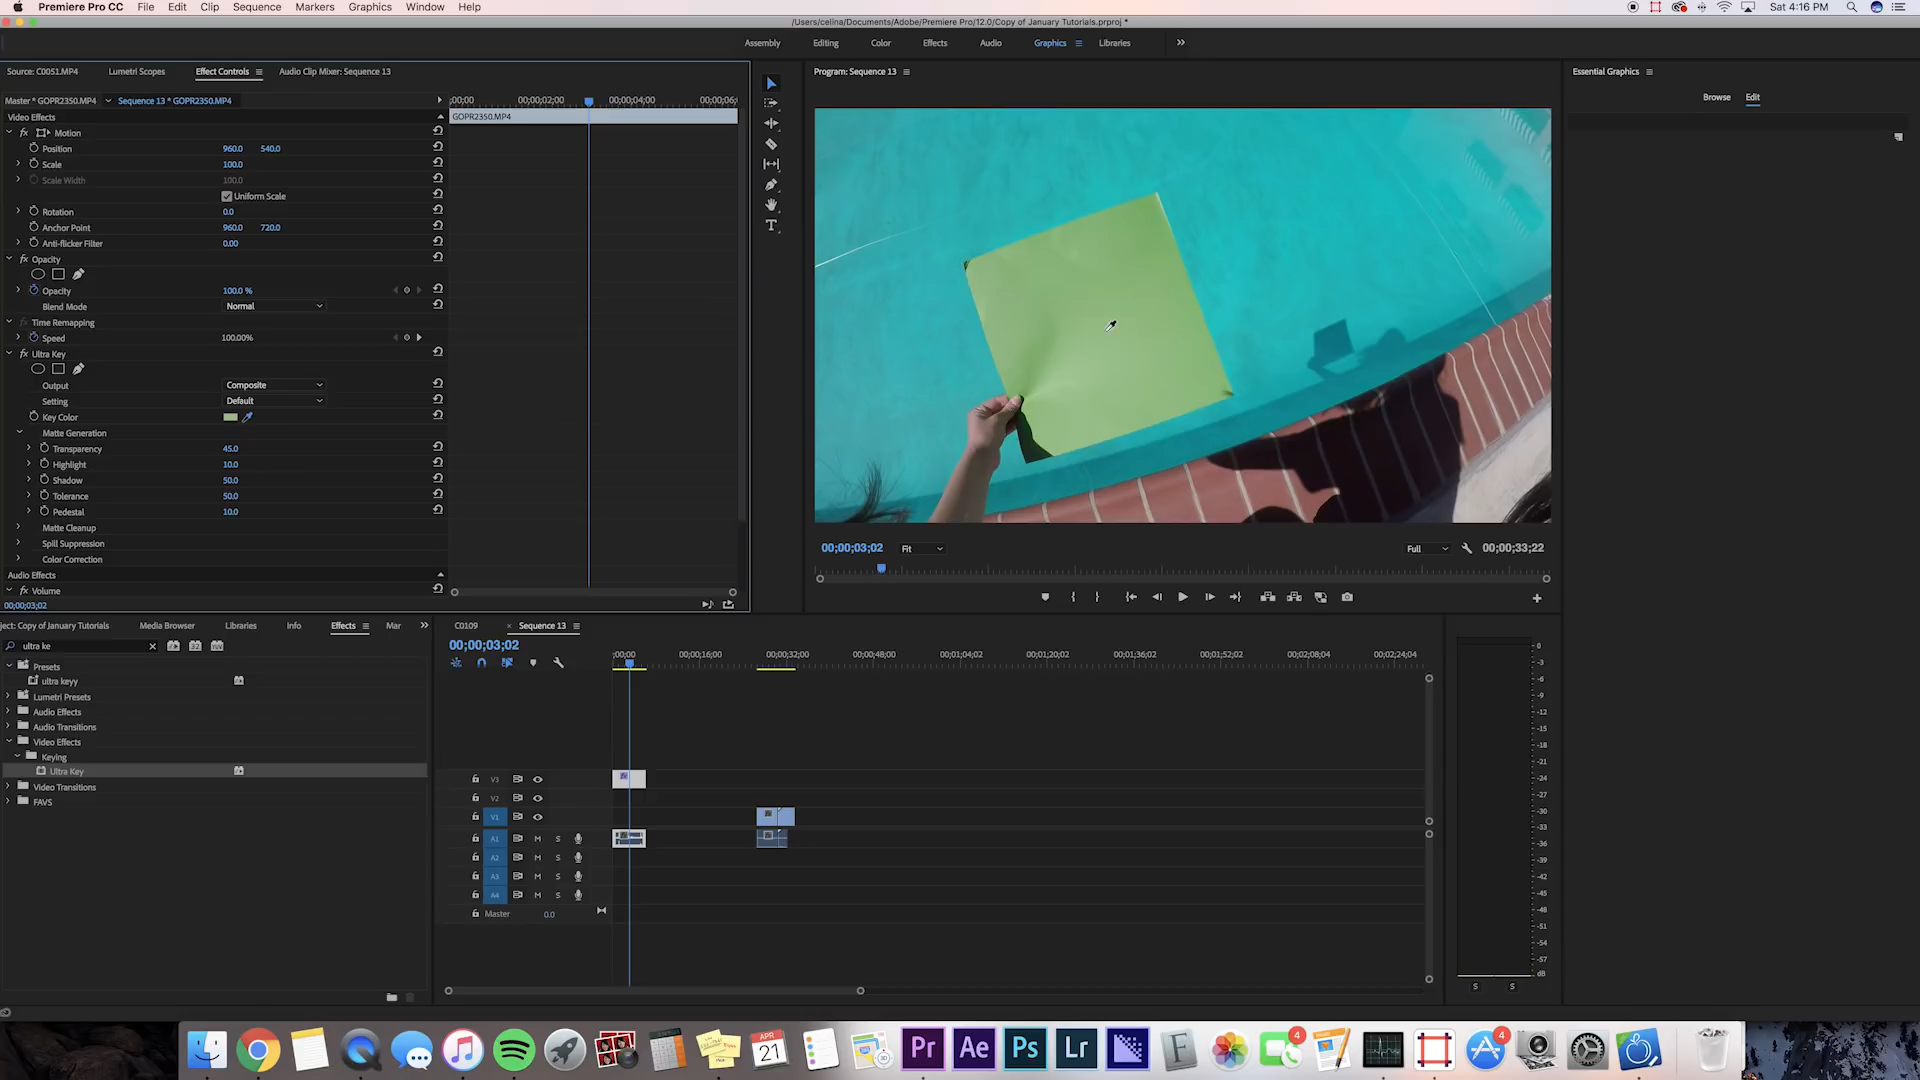 Premiere Pro CC File Edit Clip Sequence Markers Graphics Window Help Sat 4:16 PM
/Users/celina/Documents/Adobe/Premiere Pro/12.0/Copy of January Tutorials.prproj *
Assembly Editing Color Effects Audio Graphics Libraries
Source: C0051.MP4 Lumetri Scopes Effect Controls Audio Clip Mixer: Sequence 13 Program: Sequence 13 Essential Graphics
Browse Edit
Master * GOPR2350.MP4 Sequence 13 * GOPR2350.MP4 ;00;00 00;00;02;00 00;00;04;00 00;00;06;
Video Effects GOPR2350.MP4
fx Motion
Position 960.0 540.0
Scale 100.0
Scale Width 100.0
Uniform Scale
Rotation 0.0
Anchor Point 960.0 720.0
Anti-flicker Filter 0.00
fx Opacity
Opacity 100.0 %
Blend Mode Normal
Time Remapping
Speed 100.00%
fx Ultra Key
Output Composite
Setting Default
Key Color
Matte Generation
Transparency 45.0
Highlight 10.0
Shadow 50.0
Tolerance 50.0
Pedestal 10.0
Matte Cleanup
Spill Suppression
Color Correction
Audio Effects
fx Volume
00;00;03;02
00;00;03;02 Fit Full 00;00;33;22
ject: Copy of January Tutorials Media Browser Libraries Info Effects Mar
ultra ke
Presets
ultra keyy
Lumetri Presets
Audio Effects
Audio Transitions
Video Effects
Keying
Ultra Key
Video Transitions
FAVS
C0109 × Sequence 13
00;00;03;02
;00;00 00;00;16;00 00;00;32;00 00;00;48;00 00;01;04;02 00;01;20;02 00;01;36;02 00;01;52;02 00;02;08;04 00;02;24;04
V3
V2
V1
A1 M S
A2 M S
A3 M S
A4 M S
Master 0.0
0
-3
-6
-9
-12
-15
-18
-21
-24
-27
-30
-33
-36
-39
-42
-45
-48
-51
-54
-57
dB
S S
APR
21
Pr Ae Ps Lr
4
4